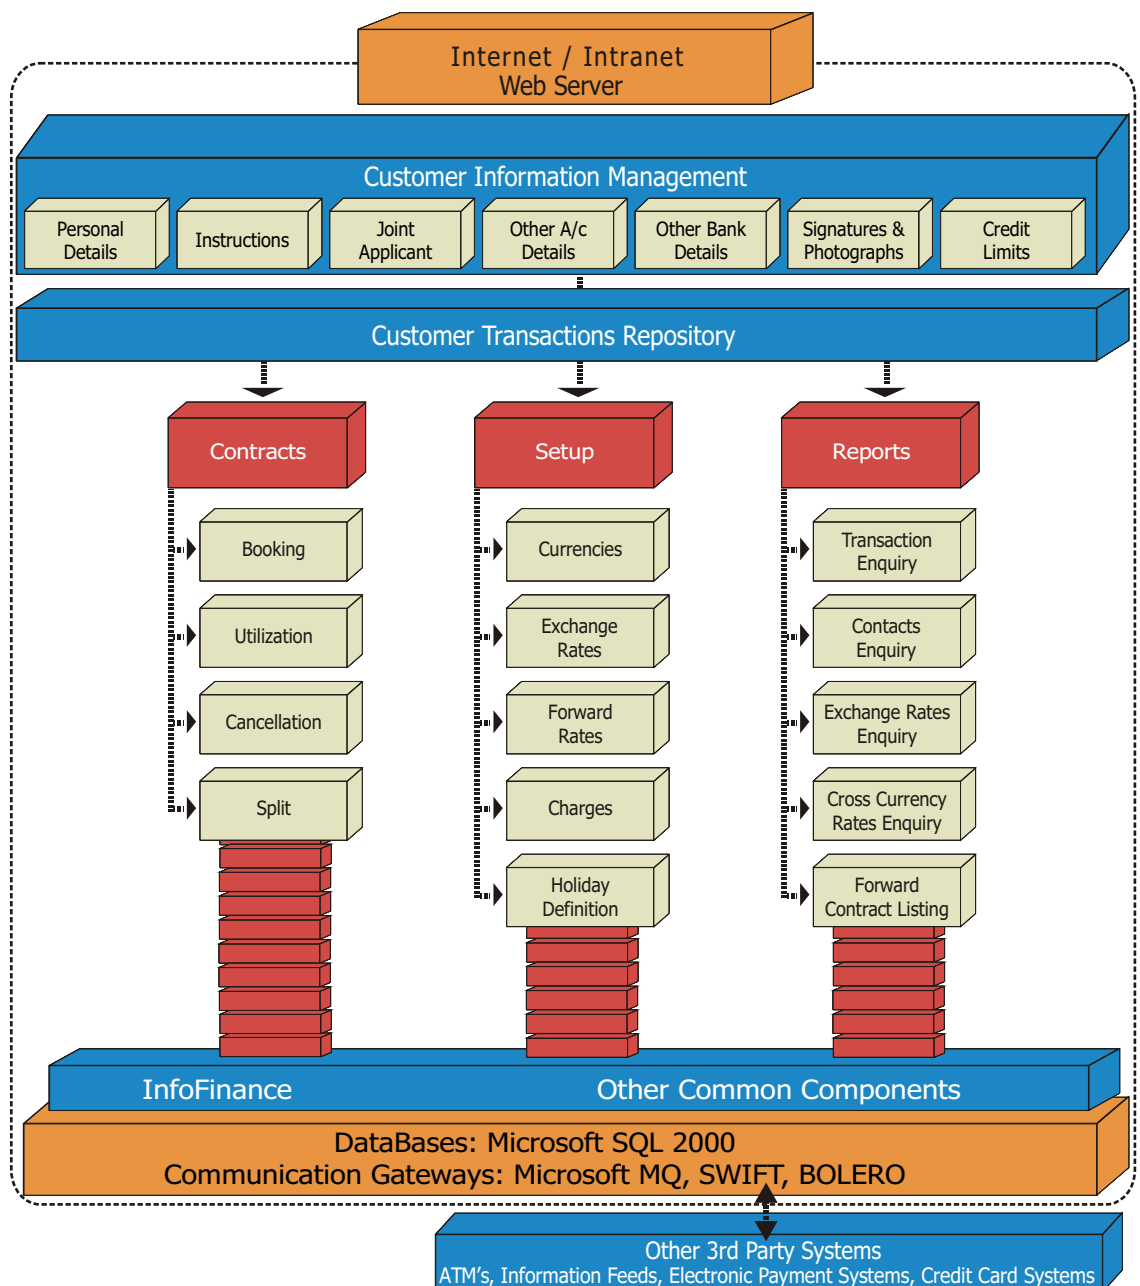 Internet / Intranet
Web Server
Customer Information Management
Personal
Details
Instructions
Joint
Applicant
Other A/c
Details
Other Bank
Details
Signatures &
Photographs
Credit
Limits
Customer Transactions Repository
Contracts
Setup
Reports
Booking
Utilization
Cancellation
Split
Currencies
Exchange
Rates
Forward
Rates
Charges
Holiday
Definition
Transaction
Enquiry
Contacts
Enquiry
Exchange Rates
Enquiry
Cross Currency
Rates Enquiry
Forward
Contract Listing
InfoFinance
Other Common Components
DataBases: Microsoft SQL 2000
Communication Gateways: Microsoft MQ, SWIFT, BOLERO
Other 3rd Party Systems
ATM's, Information Feeds, Electronic Payment Systems, Credit Card Systems